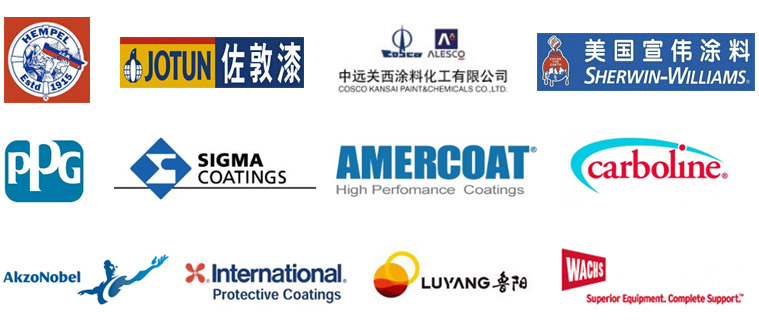 HEMPEL
Estd 1915
JOTUN 佐敦漆
COSCO ALESCO
中远关西涂料化工有限公司
COSCO KANSAI PAINT&CHEMICALS CO.,LTD.
美国宣伟涂料
SHERWIN-WILLIAMS®
PPG
SIGMA
COATINGS
AMERCOAT®
High Perfomance Coatings
carboline®
AkzoNobel
International®
Protective Coatings
LUYANG 鲁阳
WACHS
Superior Equipment. Complete Support.™